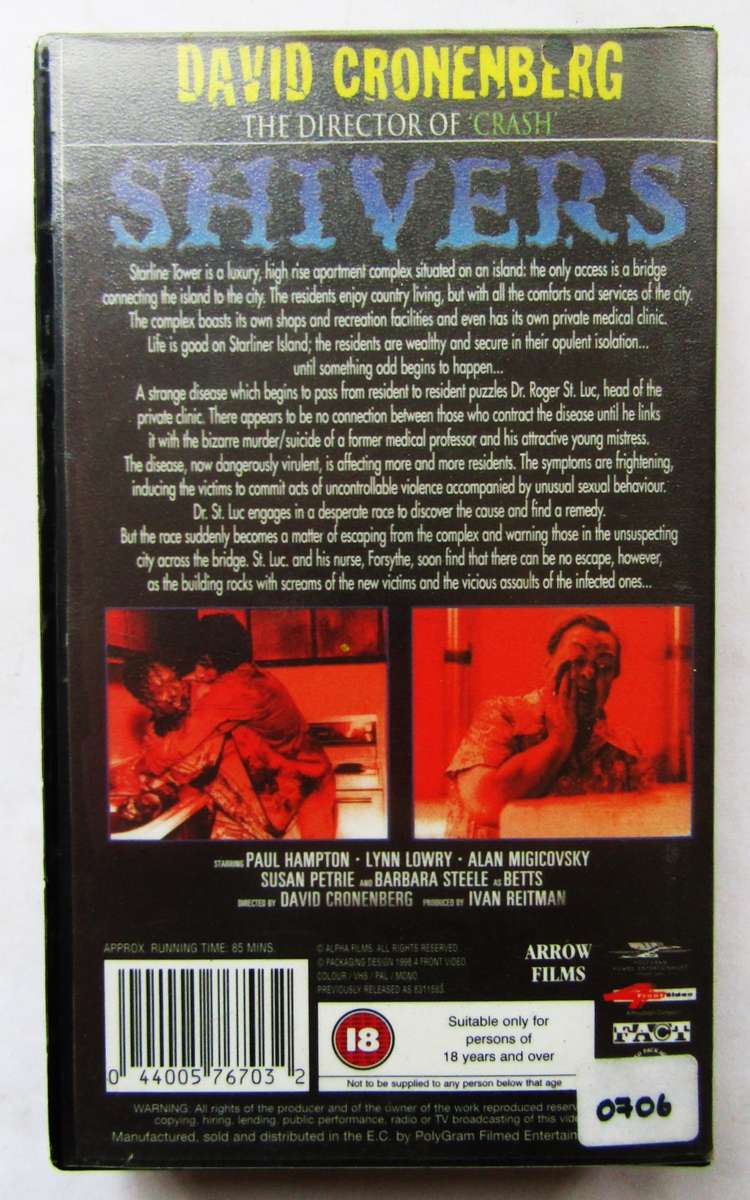 DAVID CRONENBERG
THE DIRECTOR OF 'CRASH'
SHIVERS
Starline Tower is a luxury, high rise apartment complex situated on an island: the only access is a bridge
connecting the island to the city. The residents enjoy country living, but with all the comforts and services of the city.
The complex boasts its own shops and recreation facilities and even has its own private medical clinic.
Life is good on Starliner Island; the residents are wealthy and secure in their opulent isolation...
until something odd begins to happen...
A strange disease which begins to pass from resident to resident puzzles Dr. Roger St. Luc, head of the
private clinic. There appears to be no connection between those who contract the disease until he links
it with the bizarre murder/suicide of a former medical professor and his attractive young mistress.
The disease, now dangerously virulent, is affecting more and more residents. The symptoms are frightening,
inducing the victims to commit acts of uncontrollable violence accompanied by unusual sexual behaviour.
Dr. St. Luc engages in a desperate race to discover the cause and find a remedy.
But the race suddenly becomes a matter of escaping from the complex and warning those in the unsuspecting
city across the bridge. St. Luc. and his nurse, Forsythe, soon find that there can be no escape, however,
as the building rocks with screams of the new victims and the vicious assaults of the infected ones...
STARRING PAUL HAMPTON · LYNN LOWRY · ALAN MIGICOVSKY
SUSAN PETRIE AND BARBARA STEELE AS BETTS
DIRECTED BY DAVID CRONENBERG PRODUCED BY IVAN REITMAN
APPROX. RUNNING TIME: 85 MINS.
© ALPHA FILMS: ALL RIGHTS RESERVED
© PACKAGING DESIGN 1998 4 FRONT VIDEO
COLOUR / VHS / PAL / MONO
PREVIOUSLY RELEASED AS
ARROW
FILMS
POLYGRAM
FILMED ENTERTAINMENT
4 Front Video
FACT
18
Suitable only for
persons of
18 years and over
Not to be supplied to any person below that age
0 44005 76703 2
0706
WARNING: All rights of the producer and of the owner of the work reproduced
copying, hiring, lending, public performance, radio or TV broadcasting of this
Manufactured, sold and distributed in the E.C. by PolyGram Filmed